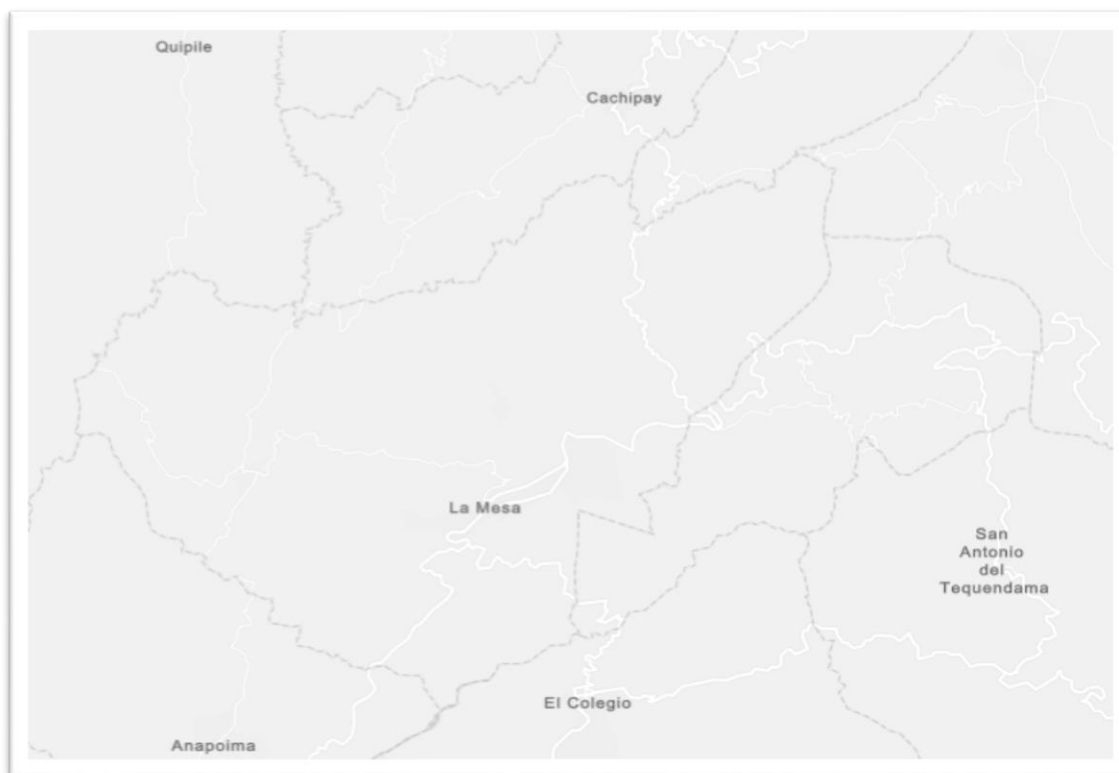 Quipile
Cachipay
La Mesa
San
Antonio
del
Tequendama
El Colegio
Anapoima